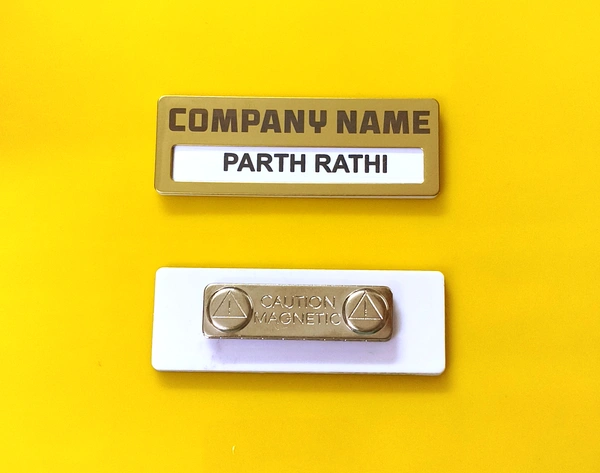 COMPANY NAME
PARTH RATHI
CAUTION
MAGNETIC